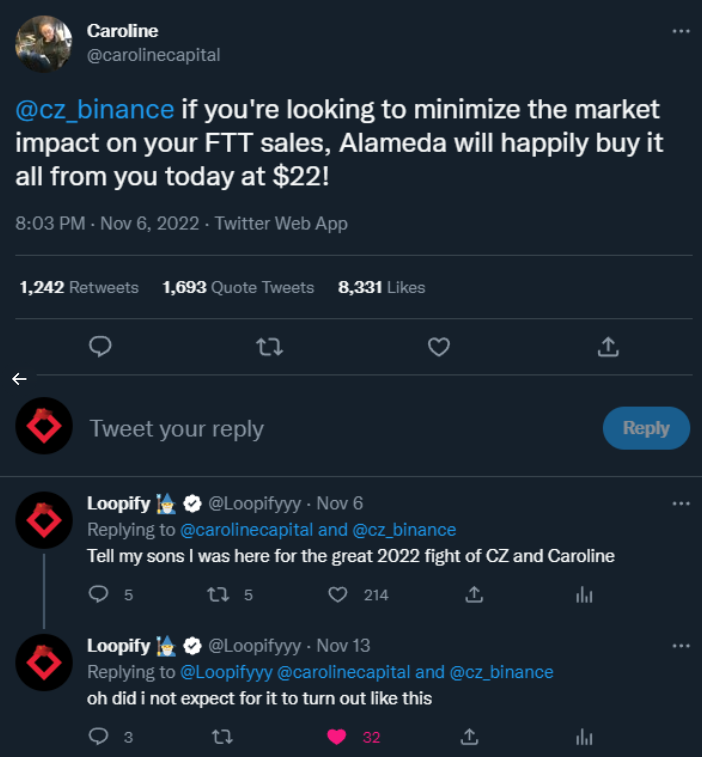 Caroline
@carolinecapital
@cz_binance if you're looking to minimize the market
impact on your FTT sales, Alameda will happily buy it
all from you today at $22!
8:03 PM · Nov 6, 2022 · Twitter Web App
1,242 Retweets 1,693 Quote Tweets 8,331 Likes
Tweet your reply
Reply
Loopify @Loopifyyy · Nov 6
Replying to @carolinecapital and @cz_binance
Tell my sons I was here for the great 2022 fight of CZ and Caroline
5 5 214
Loopify @Loopifyyy · Nov 13
Replying to @Loopifyyy @carolinecapital and @cz_binance
oh did i not expect for it to turn out like this
3 32